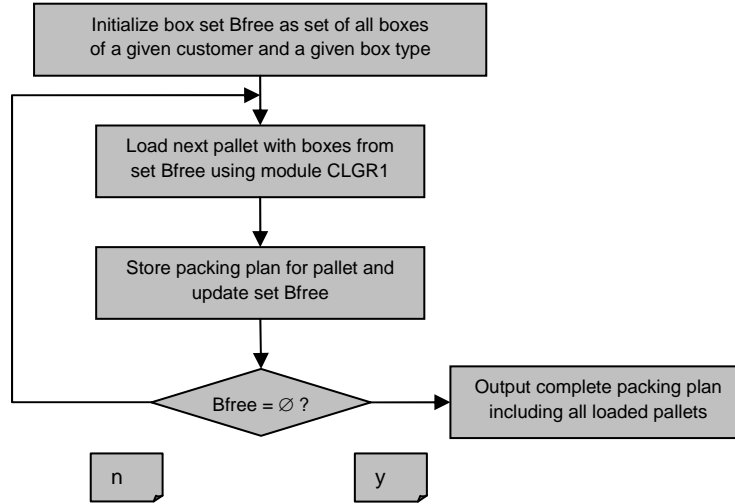 Initialize box set Bfree as set of all boxes
of a given customer and a given box type
Load next pallet with boxes from
set Bfree using module CLGR1
Store packing plan for pallet and
update set Bfree
Bfree = ∅ ?
Output complete packing plan
including all loaded pallets
n
y